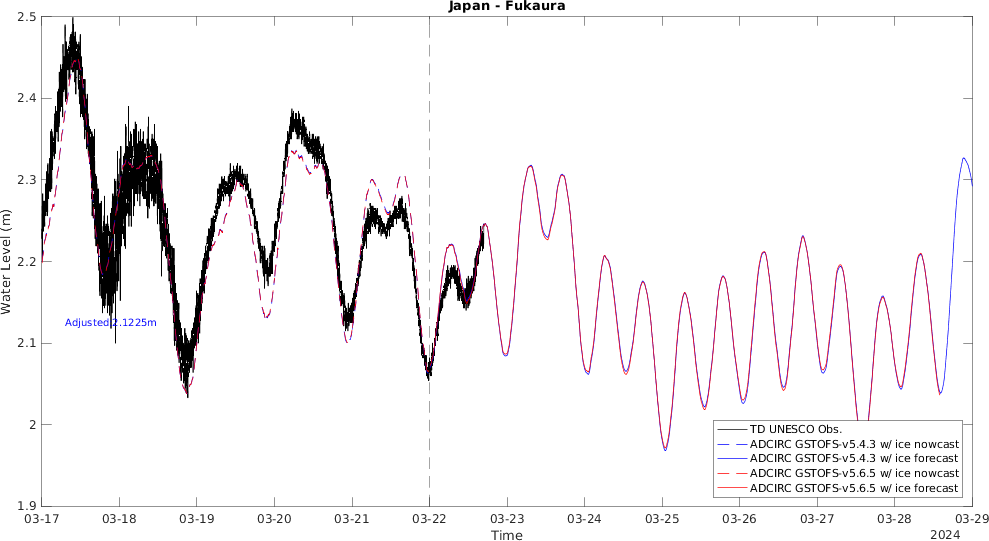 Japan - Fukaura
2.5
2.4
2.3
2.2
2.1
2
1.9
Water Level (m)
Adjusted 2.1225m
TD UNESCO Obs.
ADCIRC GSTOFS-v5.4.3 w/ ice nowcast
ADCIRC GSTOFS-v5.4.3 w/ ice forecast
ADCIRC GSTOFS-v5.6.5 w/ ice nowcast
ADCIRC GSTOFS-v5.6.5 w/ ice forecast
03-17 03-18 03-19 03-20 03-21 03-22 03-23 03-24 03-25 03-26 03-27 03-28 03-29
Time
2024